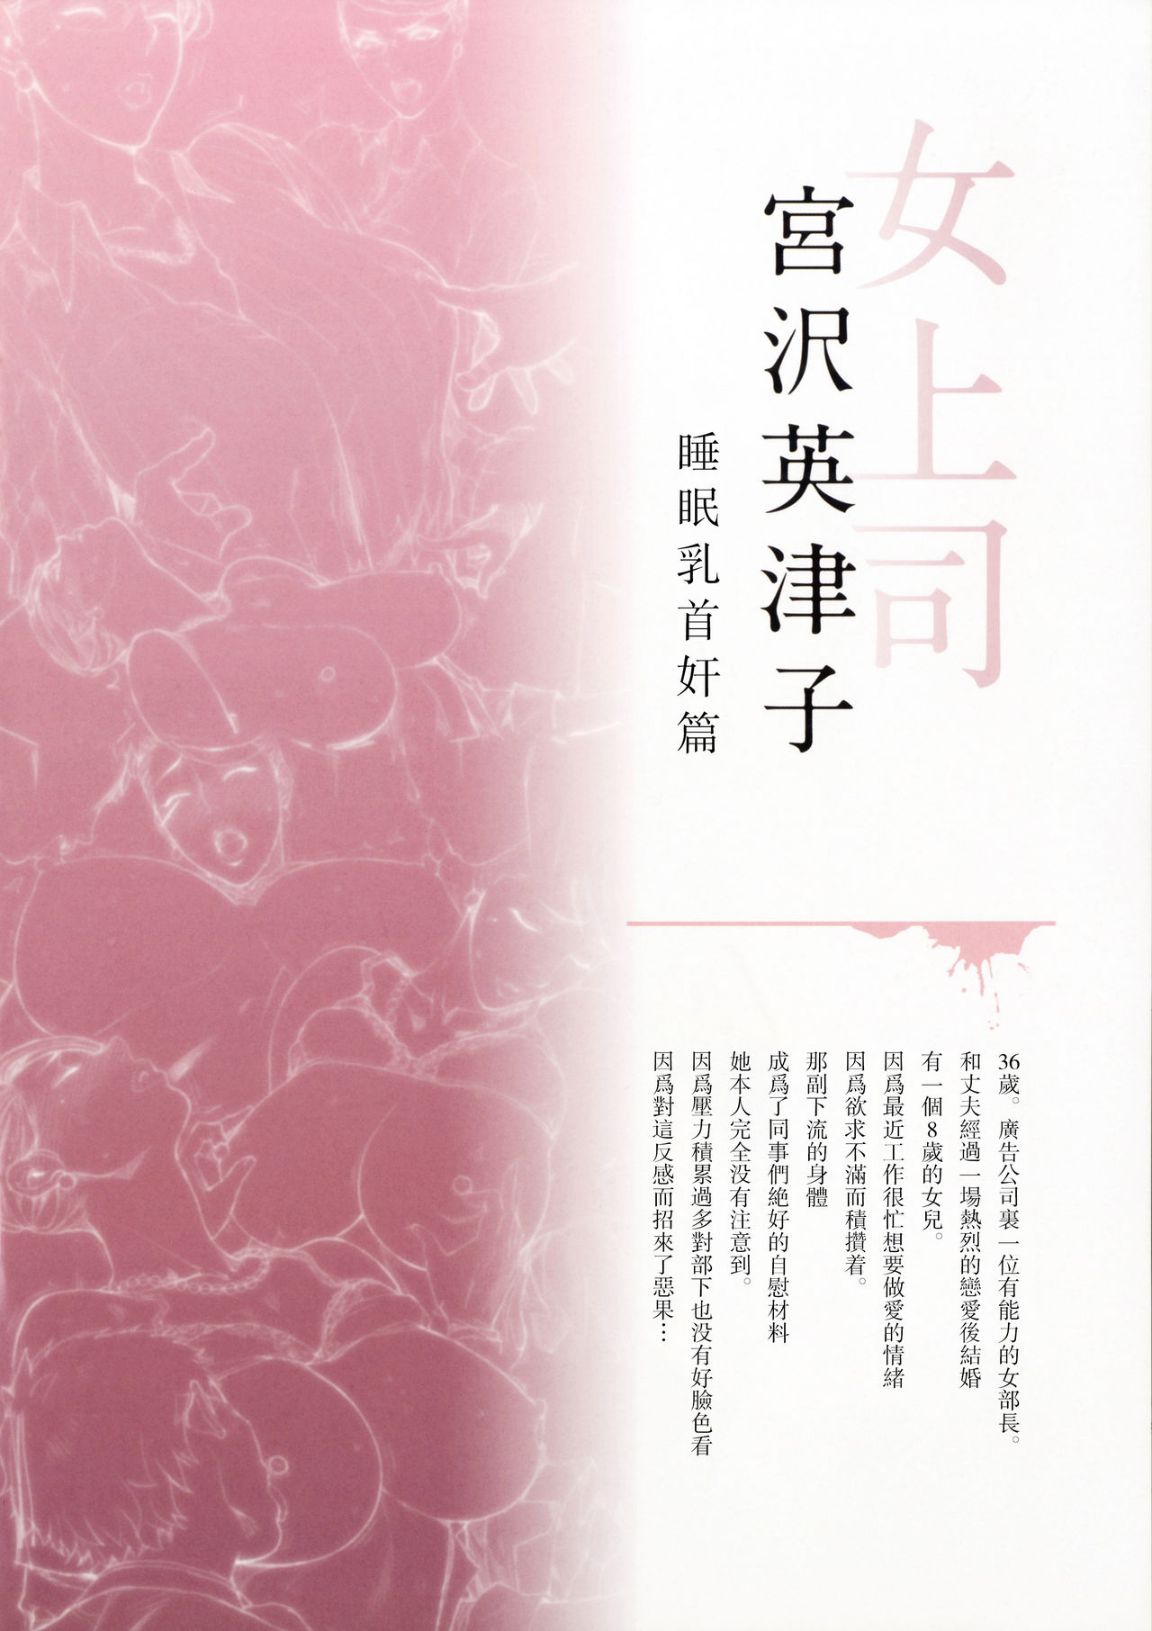 女上司
宮沢英津子
睡眠乳首奸篇
36歲。廣告公司裏一位有能力的女部長。
和丈夫經過一場熱烈的戀愛後結婚
有一個8歲的女兒。
因爲最近工作很忙想要做愛的情緒
因爲欲求不滿而積攢着。
那副下流的身體
成爲了同事們絶好的自慰材料
她本人完全没有注意到。
因爲壓力積累過多對部下也没有好臉色看
因爲對這反感而招來了惡果…